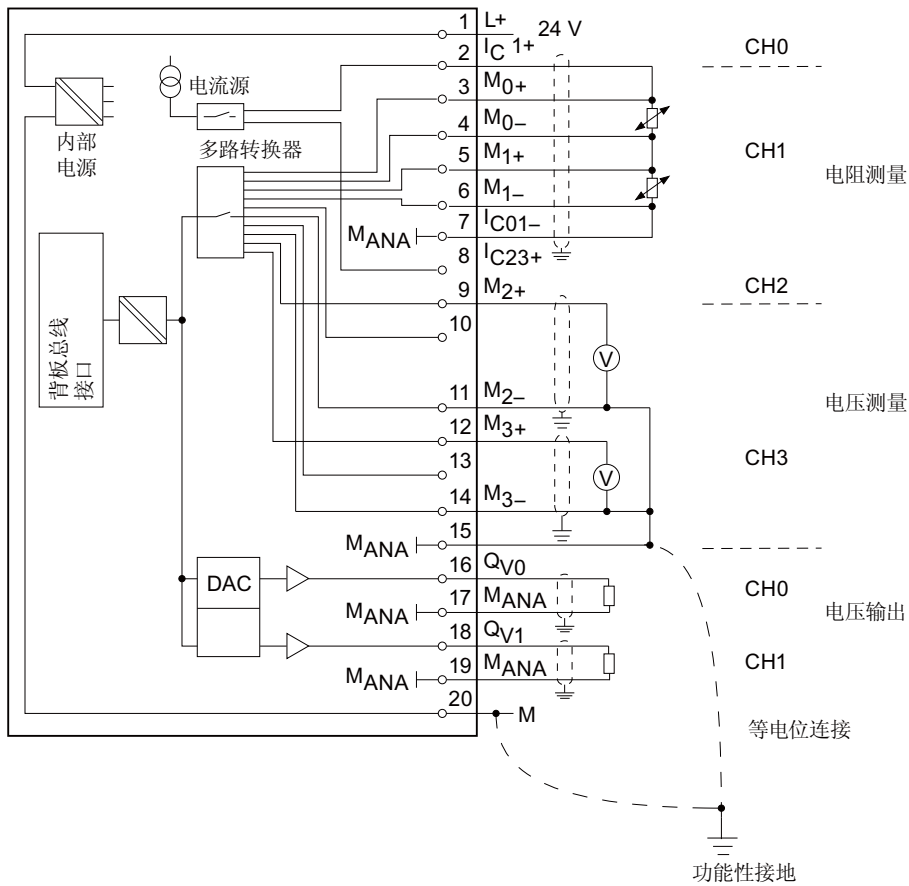 1 L+ 24 V
2 IC 1+
3 M0+
4 M0–
5 M1+
6 M1–
7 IC01–
8 IC23+
9 M2+
10
11 M2–
12 M3+
13
14 M3–
15
16 QV0
17 MANA
18 QV1
19 MANA
20 M
电流源
内部
电源
多路转换器
MANA
背板总线
接口
MANA
DAC
MANA
MANA
V
V
CH0
CH1
电阻测量
CH2
电压测量
CH3
CH0
电压输出
CH1
等电位连接
功能性接地